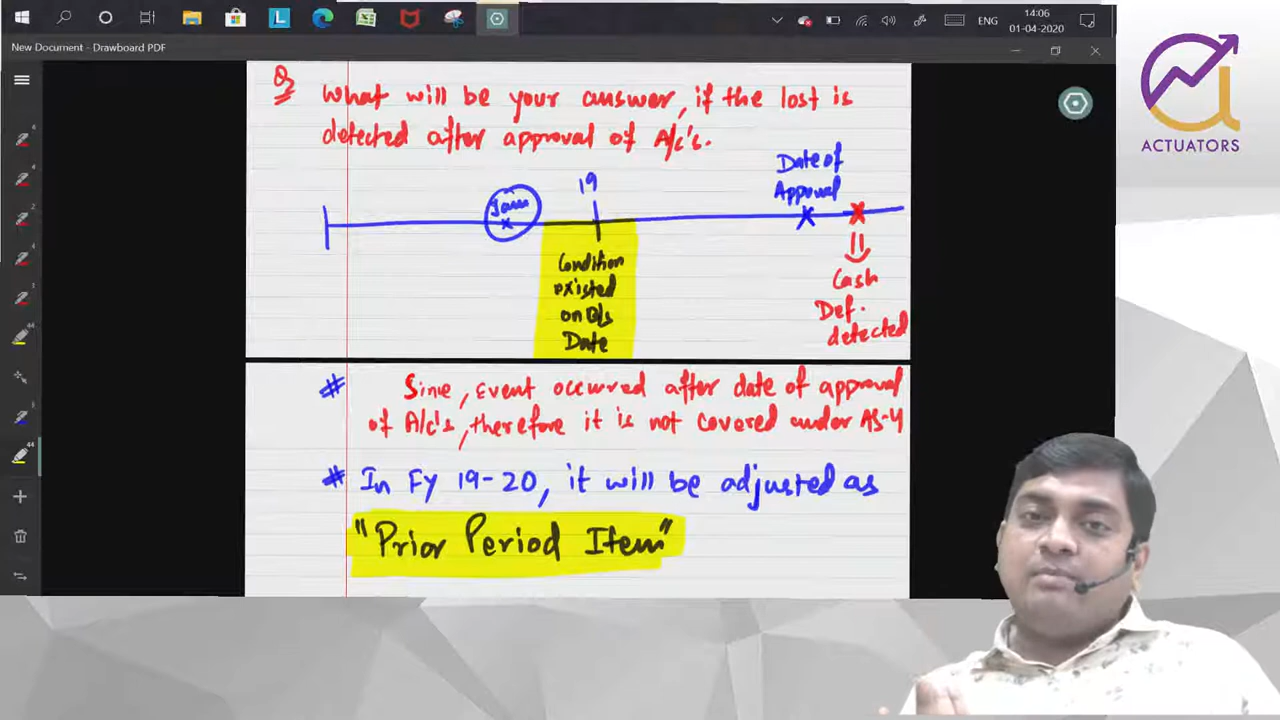 14:06
ENG
01-04-2020
New Document - Drawboard PDF
ACTUATORS
Q
What will be your answer, if the lost is
detected after approval of A/c's.
Date of
Approval
19
Jan
Condition
existed
on B/s
Date
Cash
Def.
detected
# Sine, event occurred after date of approval
of A/c's, therefore it is not covered under AS-4
# In Fy 19-20, it will be adjusted as
"Prior Period Item"